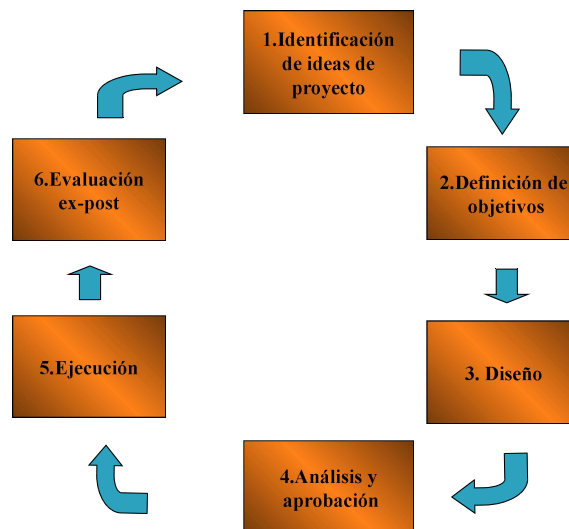 1.Identificación
de ideas de
proyecto
2.Definición de
objetivos
3. Diseño
4.Análisis y
aprobación
5.Ejecución
6.Evaluación
ex-post